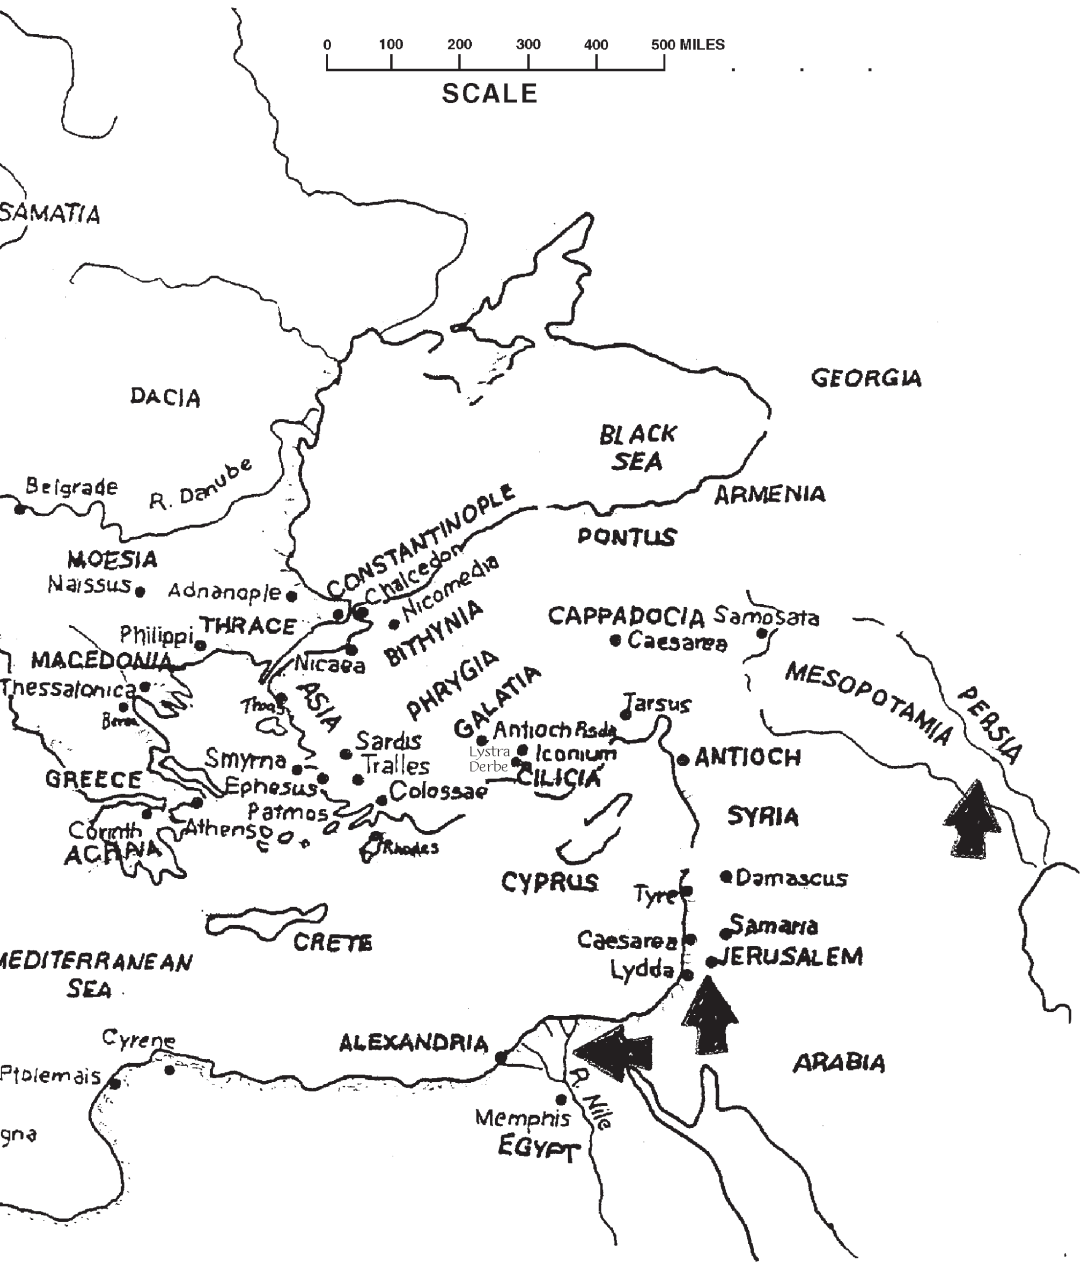 0 100 200 300 400 500 MILES
SCALE
SAMATIA
GEORGIA
DACIA
BLACK
SEA
Belgrade
R. Danube
ARMENIA
CONSTANTINOPLE
PONTUS
MOESIA
Naissus
Adnanople
Chalcedon
Nicomedia
CAPPADOCIA
Samosata
THRACE
BITHYNIA
Caesarea
Philippi
MACEDONIA
Nicaea
PHRYGIA
MESOPOTAMIA
PERSIA
Thessalonica
ASIA
GALATIA
Tarsus
Antioch Pisdia
Sardis
Lystra
Iconium
ANTIOCH
Smyrna
Tralles
Derbe
CILICIA
GREECE
Ephesus
Colossae
Patmos
SYRIA
Corinth
Athens
ACHAIA
Rhodes
CYPRUS
Tyre
Damascus
Samaria
CRETE
Caesarea
JERUSALEM
MEDITERRANEAN
SEA
Lydda
Cyrene
ALEXANDRIA
ARABIA
Ptolemais
R. Nile
Memphis
gna
EGYPT